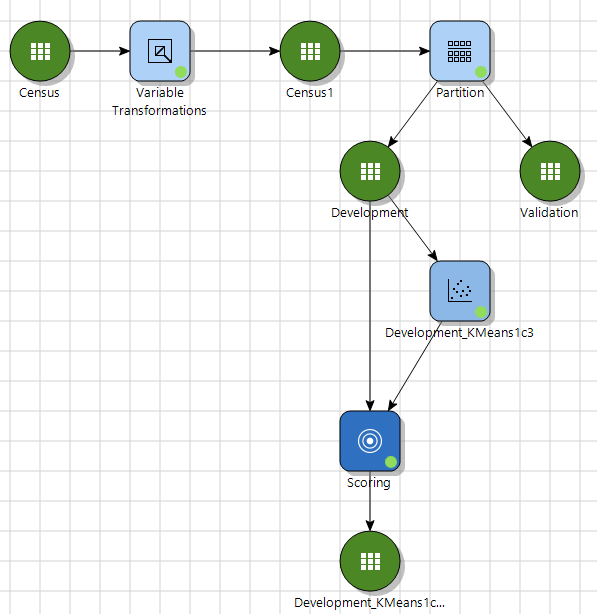 Census
Variable
Transformations
Census1
Partition
Development
Validation
Development_KMeans1c3
Scoring
Development_KMeans1c...